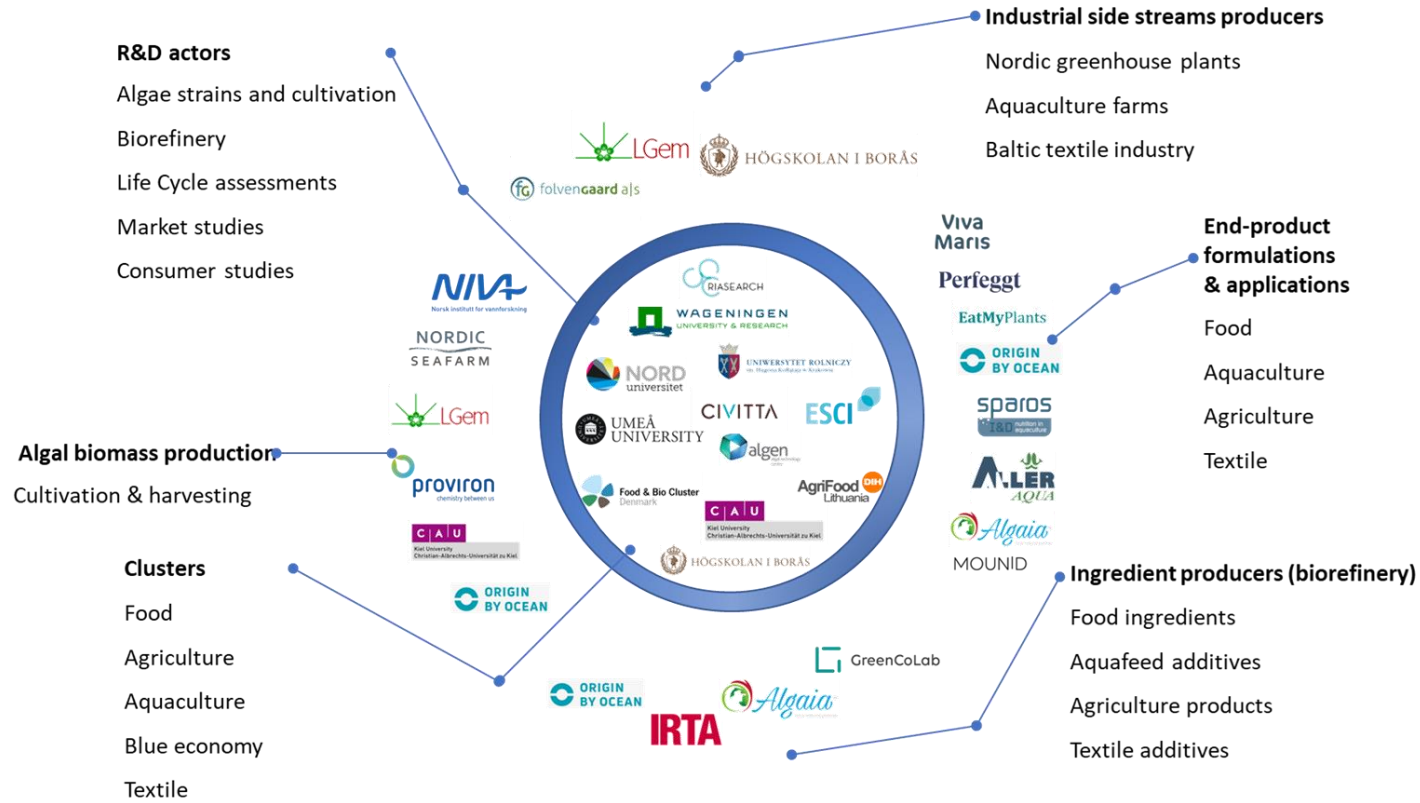 R&D actors
Algae strains and cultivation
Biorefinery
Life Cycle assessments
Market studies
Consumer studies
Industrial side streams producers
Nordic greenhouse plants
Aquaculture farms
Baltic textile industry
LGem
HÖGSKOLAN I BORÅS
folvengaard a|s
End-product
formulations
& applications
Food
Aquaculture
Agriculture
Textile
Viva
Maris
Perfeggt
EatMyPlants
ORIGIN
BY OCEAN
sparos
I&D nutrition in
aquaculture
ALLER
AQUA
Algaia
MOUNID
NIVA
Norsk institutt for vannforskning
NORDIC
SEAFARM
LGem
proviron
chemistry between us
C|A|U
Kiel University
Christian-Albrechts-Universität zu Kiel
ORIGIN
BY OCEAN
RIASEARCH
WAGENINGEN
UNIVERSITY & RESEARCH
UNIWERSYTET ROLNICZY
im. Hugona Kołłątaja w Krakowie
NORD
universitet
CIVITTA
ESCI
UMEÅ
UNIVERSITY
algen
Food & Bio Cluster
Denmark
AgriFood DIH
Lithuania
C|A|U
Kiel University
Christian-Albrechts-Universität zu Kiel
HÖGSKOLAN I BORÅS
Algal biomass production
Cultivation & harvesting
Clusters
Food
Agriculture
Aquaculture
Blue economy
Textile
GreenCoLab
ORIGIN
BY OCEAN
Algaia
IRTA
Ingredient producers (biorefinery)
Food ingredients
Aquafeed additives
Agriculture products
Textile additives